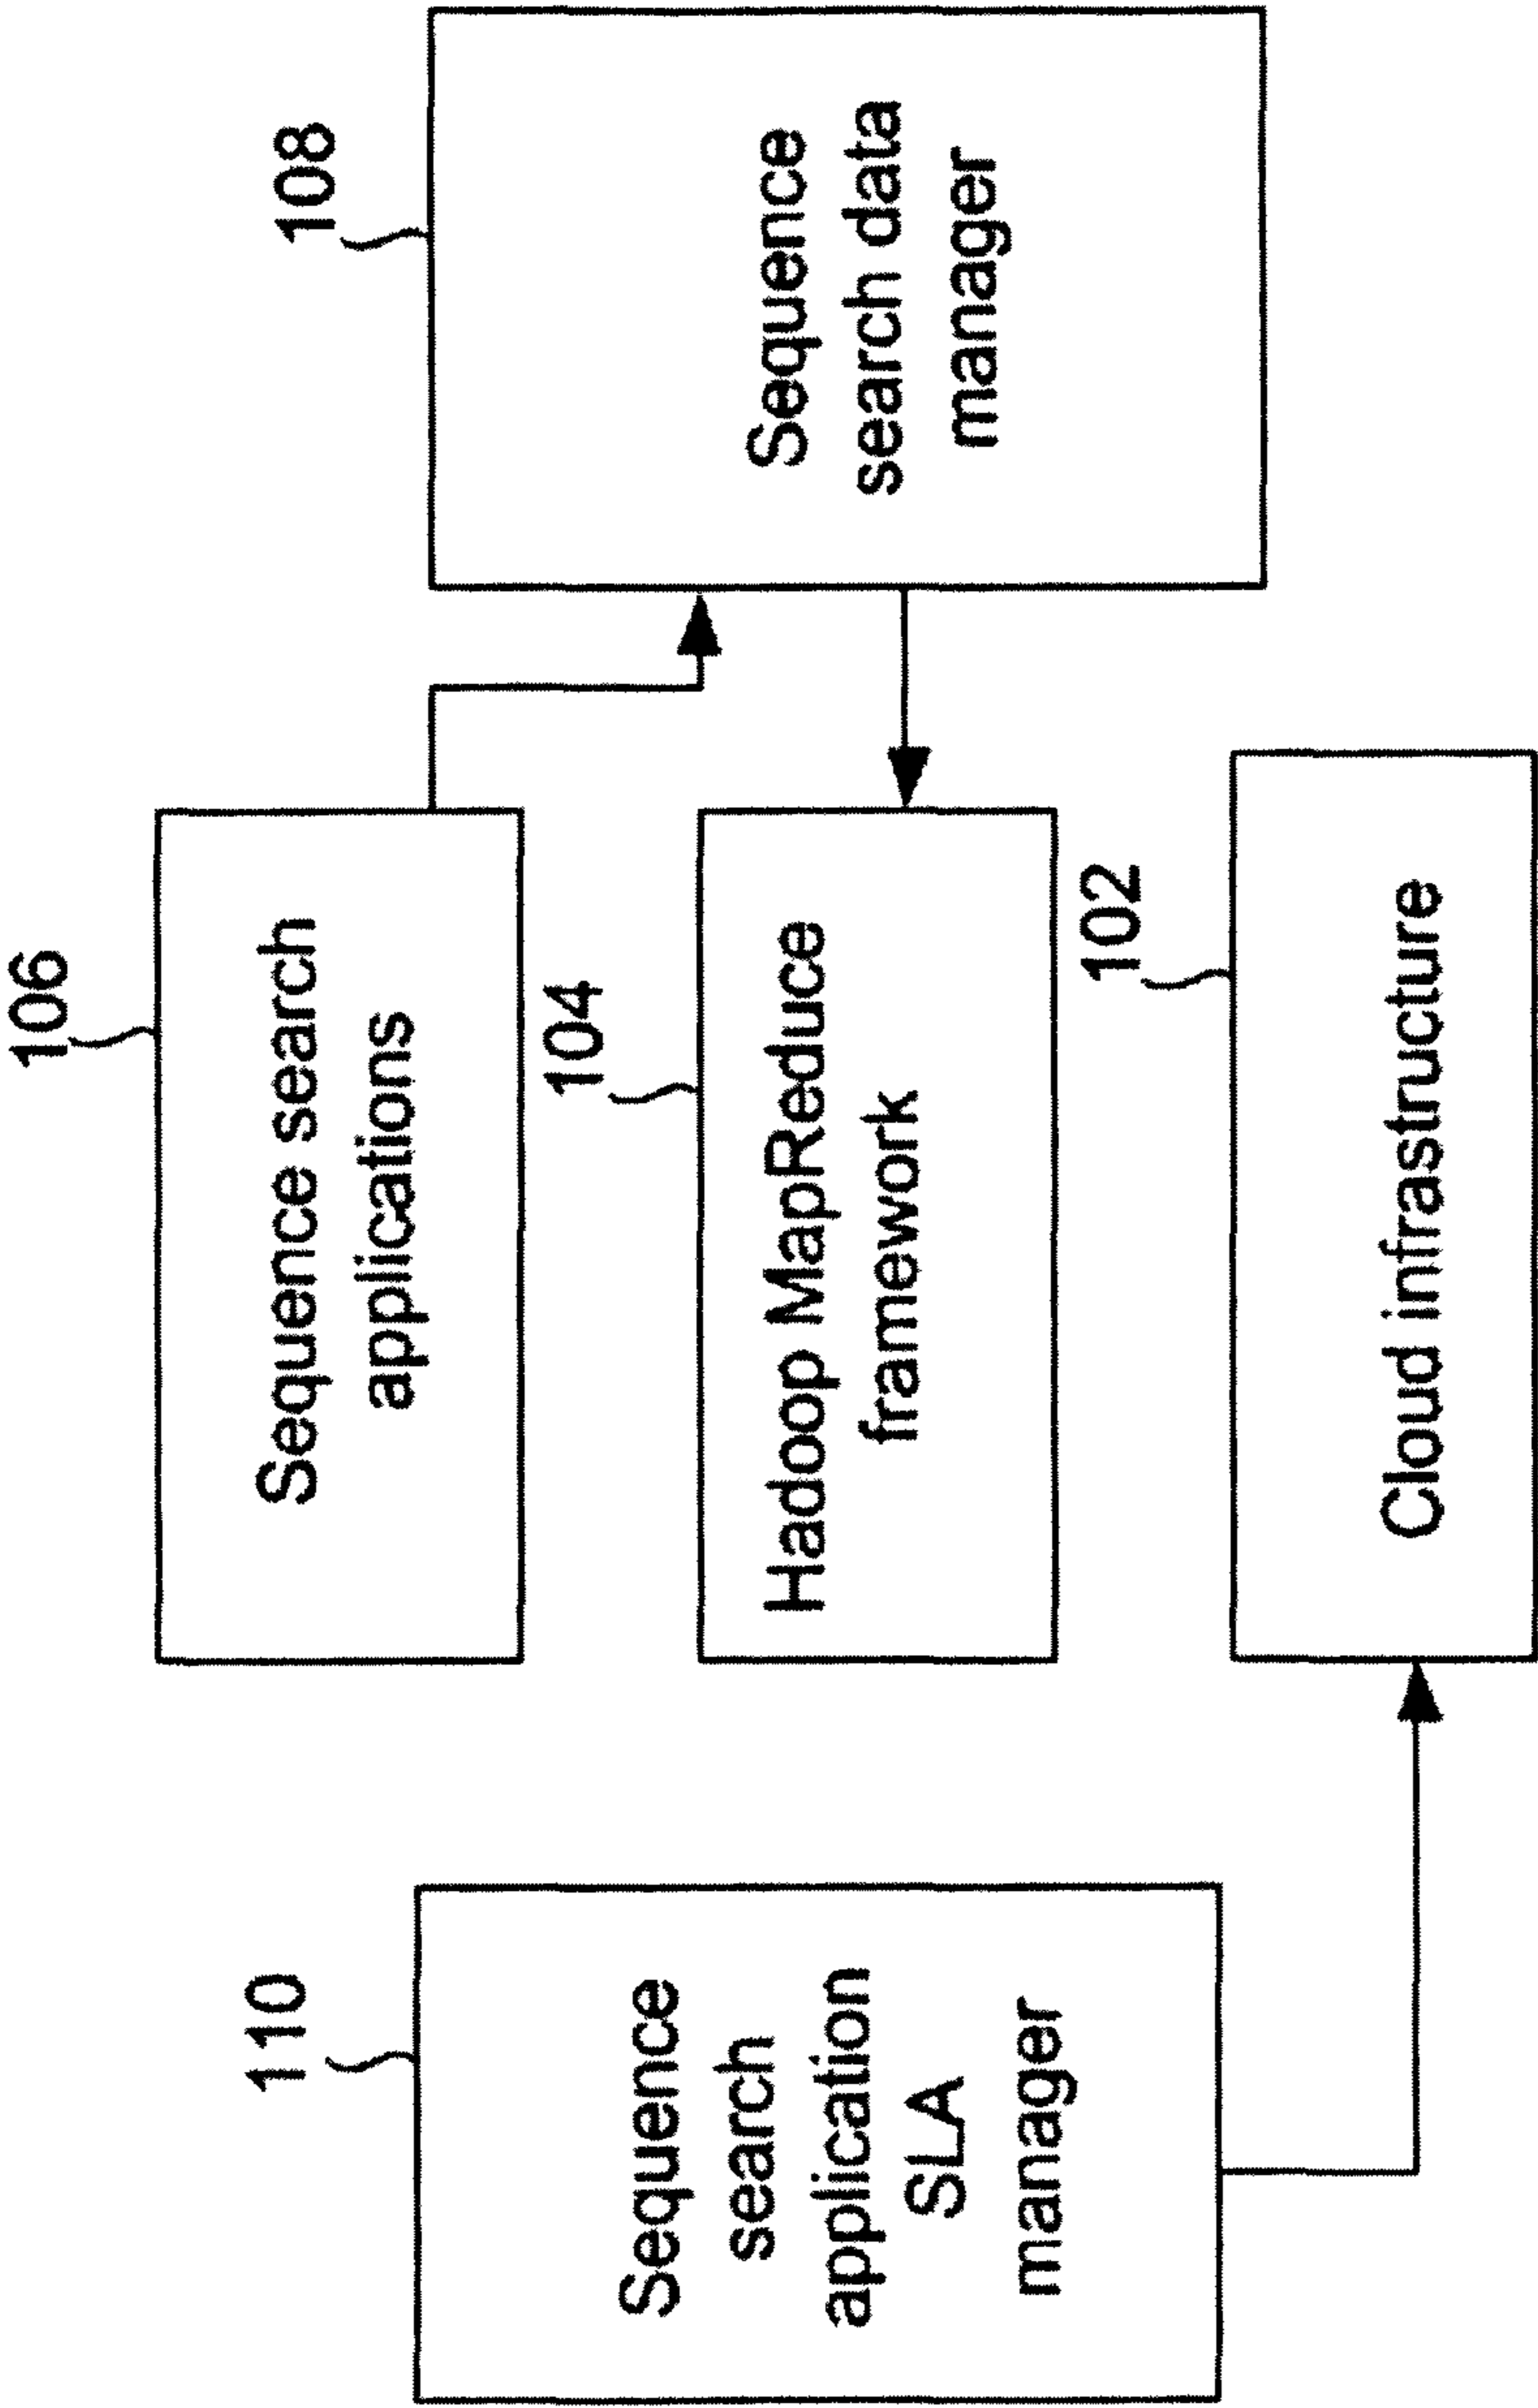 106
Sequence search
applications
108
Sequence
search data
manager
104
Hadoop MapReduce
framework
110
Sequence
search
application
SLA
manager
102
Cloud infrastructure